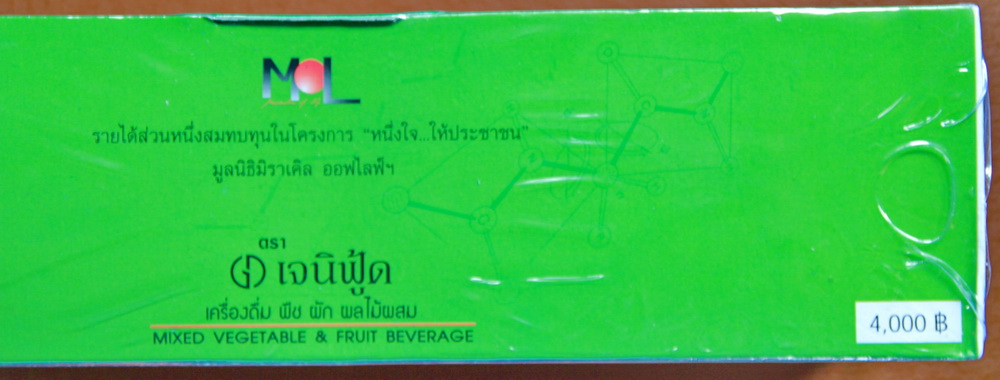 MOL
รายได้ส่วนหนึ่งสมทบทุนในโครงการ “หนึ่งใจ...ให้ประชาชน”
มูลนิธิมิราเคิล ออฟไลฟ์ฯ
ตรา
เจนิฟู้ด
เครื่องดื่ม พืช ผัก ผลไม้ผสม
MIXED VEGETABLE & FRUIT BEVERAGE
4,000 ฿